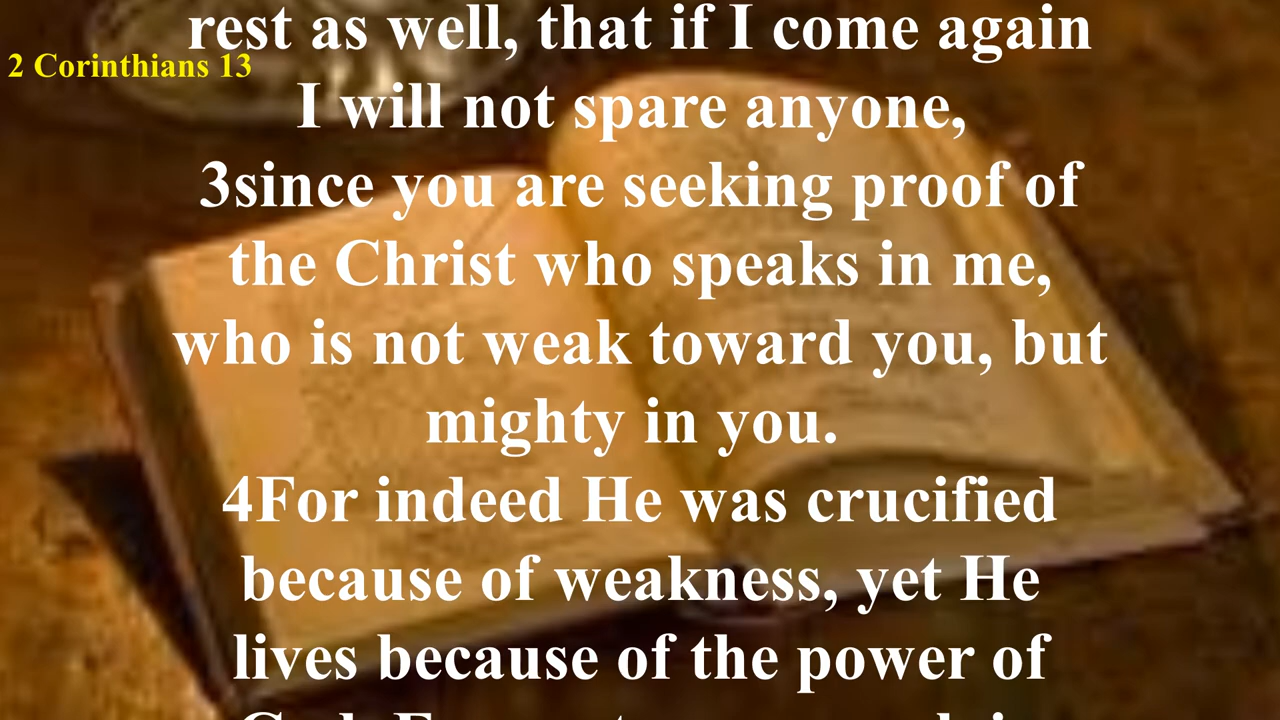 rest as well, that if I come again
2 Corinthians 13
I will not spare anyone,
3since you are seeking proof of
the Christ who speaks in me,
who is not weak toward you, but
mighty in you.
4For indeed He was crucified
because of weakness, yet He
lives because of the power of